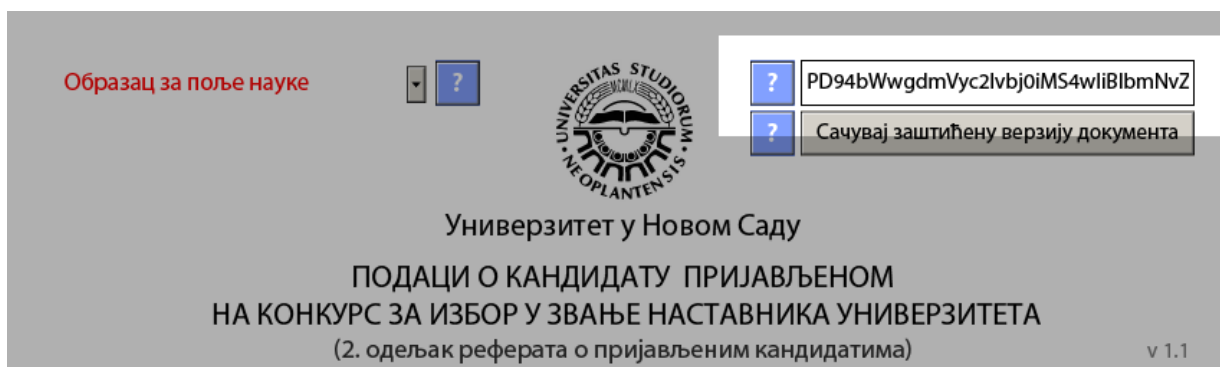 Образац за поље науке
?
? PD94bWwgdmVyc2lvbj0iMS4wIiBlbmNvZ
? Сачувај заштићену верзију документа
UNIVERSITAS STUDIORUM
NEOPLANTENSIS
MCMLX
Универзитет у Новом Саду
ПОДАЦИ О КАНДИДАТУ ПРИЈАВЉЕНОМ
НА КОНКУРС ЗА ИЗБОР У ЗВАЊЕ НАСТАВНИКА УНИВЕРЗИТЕТА
(2. одељак реферата о пријављеним кандидатима)
v 1.1